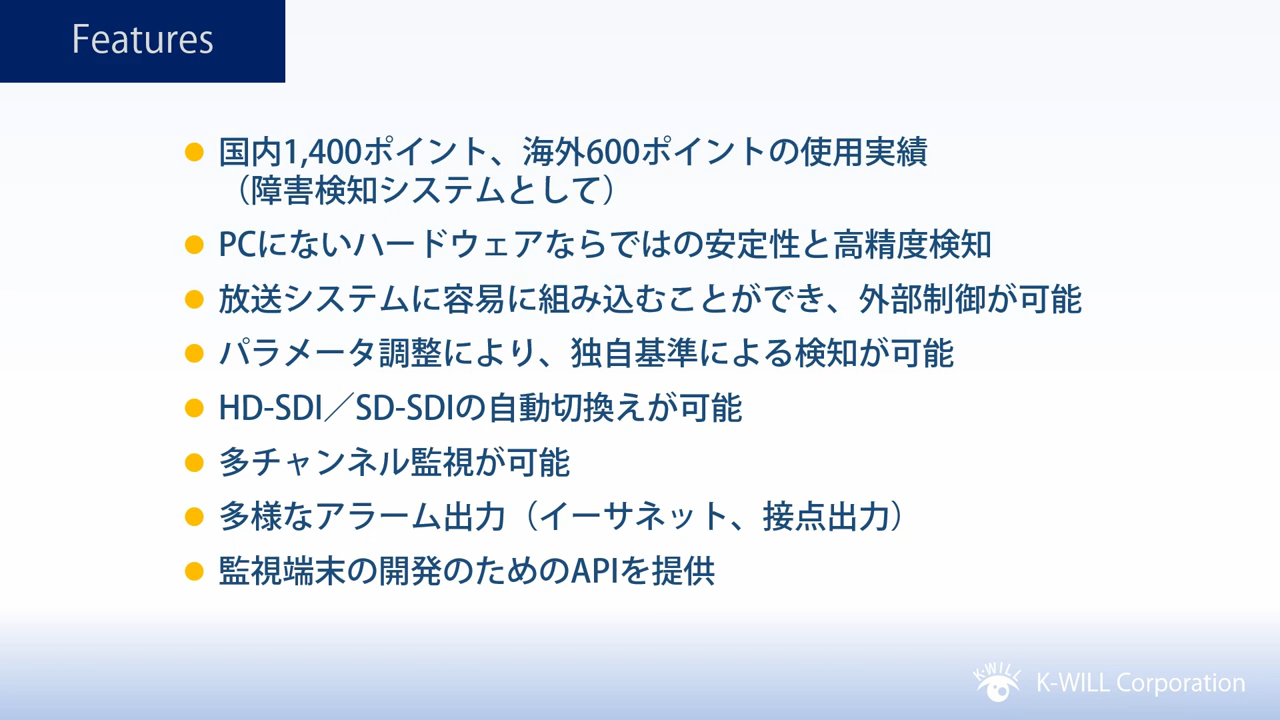 Features
国内1,400ポイント、海外600ポイントの使用実績
（障害検知システムとして）
PCにないハードウェアならではの安定性と高精度検知
放送システムに容易に組み込むことができ、外部制御が可能
パラメータ調整により、独自基準による検知が可能
HD-SDI／SD-SDIの自動切換えが可能
多チャンネル監視が可能
多様なアラーム出力（イーサネット、接点出力）
監視端末の開発のためのAPIを提供
K-WILL
K-WILL Corporation